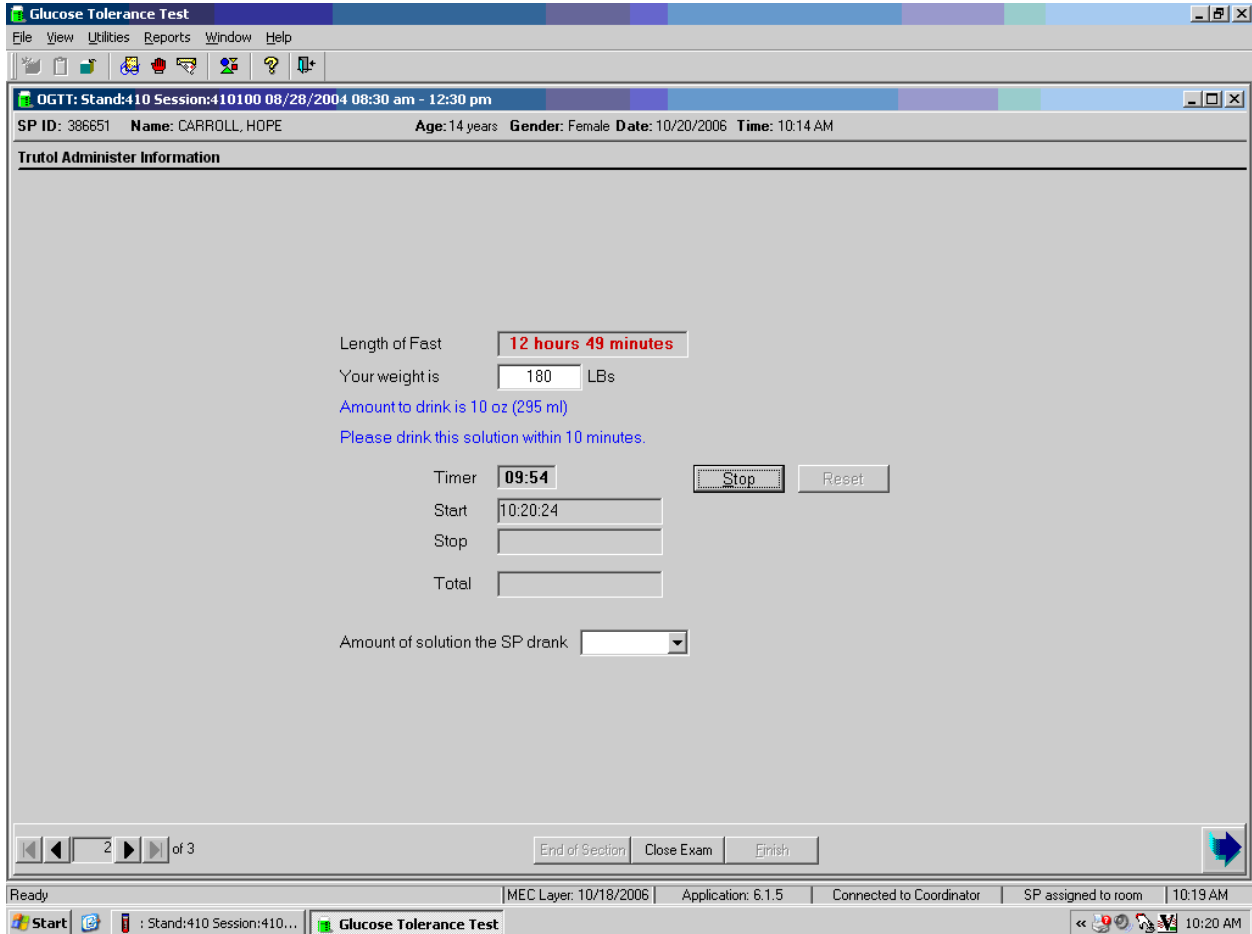 Glucose Tolerance Test
File View Utilities Reports Window Help
OGTT: Stand:410 Session:410100 08/28/2004 08:30 am - 12:30 pm
SP ID: 386651 Name: CARROLL, HOPE Age: 14 years Gender: Female Date: 10/20/2006 Time: 10:14 AM
Trutol Administer Information
Length of Fast 12 hours 49 minutes
Your weight is 180 LBs
Amount to drink is 10 oz (295 ml)
Please drink this solution within 10 minutes.
Timer 09:54 Stop Reset
Start 10:20:24
Stop
Total
Amount of solution the SP drank
2 of 3 End of Section Close Exam Finish
Ready MEC Layer: 10/18/2006 Application: 6.1.5 Connected to Coordinator SP assigned to room 10:19 AM
Start : Stand:410 Session:410... Glucose Tolerance Test « 10:20 AM